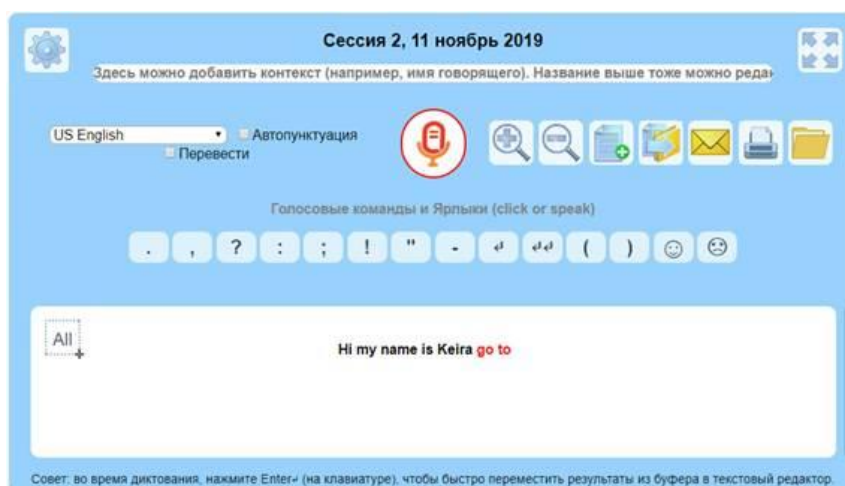 Сессия 2, 11 ноябрь 2019
Здесь можно добавить контекст (например, имя говорящего). Название выше тоже можно реда
US English Автопунктуация
Перевести
Голосовые команды и Ярлыки (click or speak)
. , ? : ; ! " - ↵ ↵↵ ( ) ☺ ☹
All
Hi my name is Keira go to
Совет: во время диктования, нажмите Enter↵ (на клавиатуре), чтобы быстро переместить результаты из буфера в текстовый редактор.